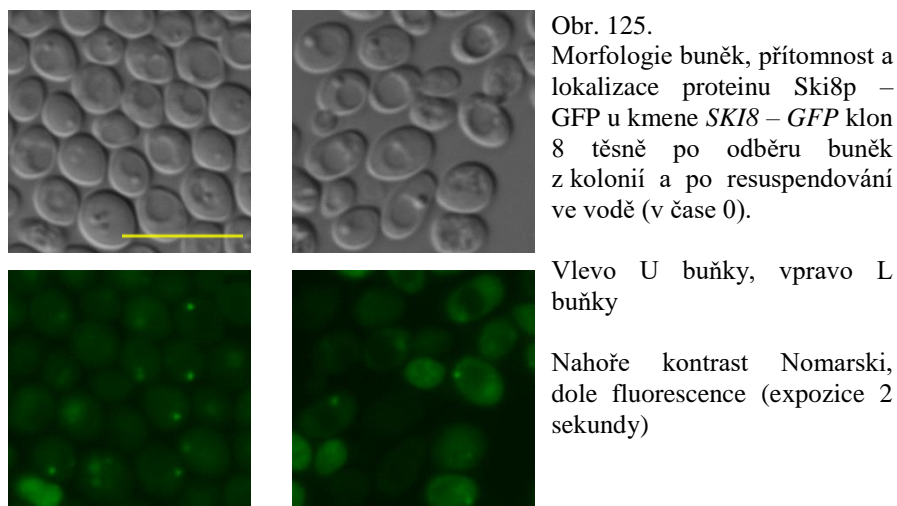 Obr. 125.
Morfologie buněk, přítomnost a
lokalizace proteinu Ski8p –
GFP u kmene SKI8 – GFP klon
8 těsně po odběru buněk
z kolonií a po resuspendování
ve vodě (v čase 0).
Vlevo U buňky, vpravo L
buňky
Nahoře kontrast Nomarski,
dole fluorescence (expozice 2
sekundy)